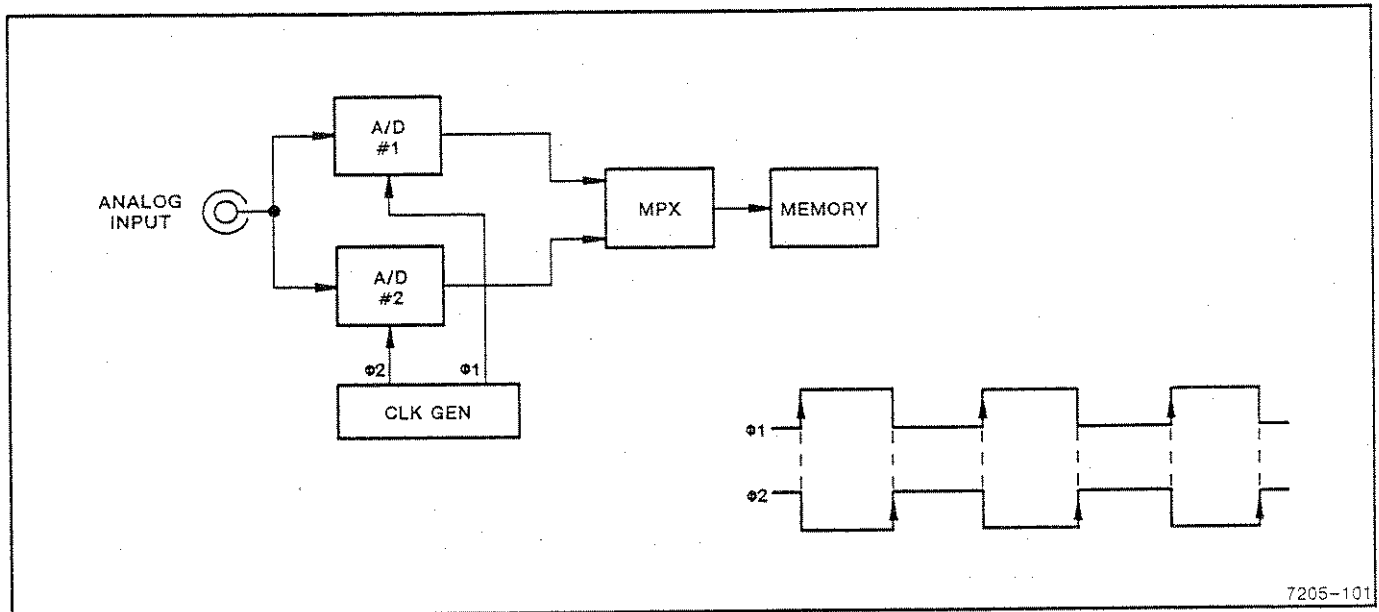 A/D
#1
ANALOG
INPUT
MPX
MEMORY
A/D
#2
Φ2
Φ1
CLK GEN
Φ1
Φ2
7205-101